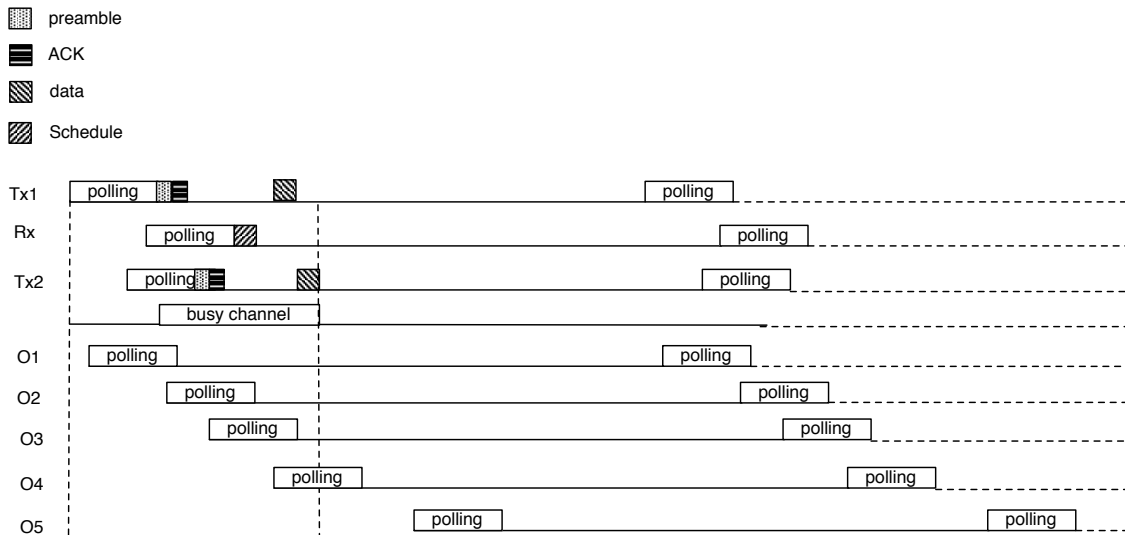 preamble
ACK
data
Schedule
Tx1 polling polling
Rx polling polling
Tx2 polling polling
busy channel
O1 polling polling
O2 polling polling
O3 polling polling
O4 polling polling
O5 polling polling